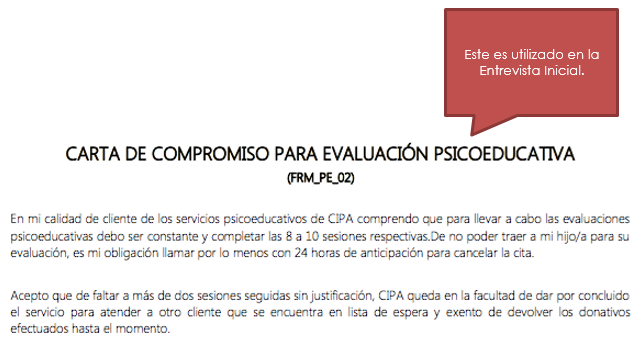 Este es utilizado en la
Entrevista Inicial.
CARTA DE COMPROMISO PARA EVALUACIÓN PSICOEDUCATIVA
(FRM_PE_02)
En mi calidad de cliente de los servicios psicoeducativos de CIPA comprendo que para llevar a cabo las evaluaciones
psicoeducativas debo ser constante y completar las 8 a 10 sesiones respectivas.De no poder traer a mi hijo/a para su
evaluación, es mi obligación llamar por lo menos con 24 horas de anticipación para cancelar la cita.
Acepto que de faltar a más de dos sesiones seguidas sin justificación, CIPA queda en la facultad de dar por concluido
el servicio para atender a otro cliente que se encuentra en lista de espera y exento de devolver los donativos
efectuados hasta el momento.